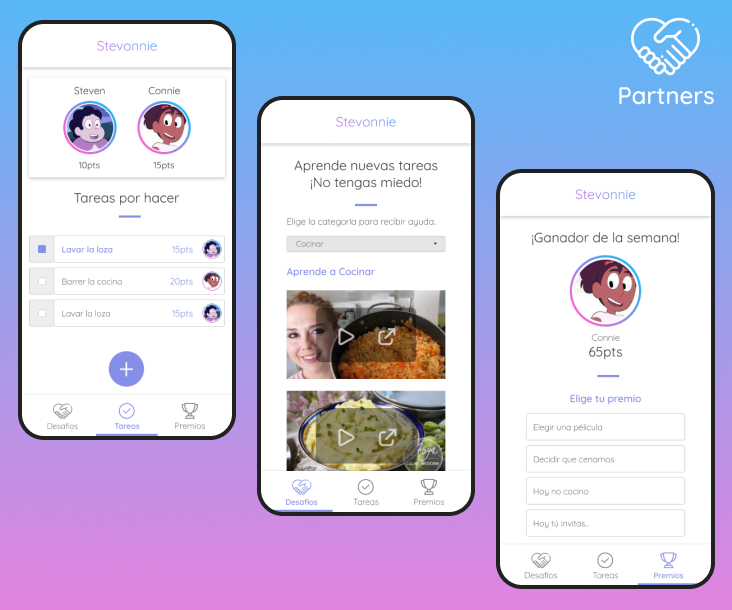 Partners
Stevonnie
Steven
Connie
10pts
15pts
Tareas por hacer
Lavar la loza
15pts
Barrer la cocina
20pts
Lavar la loza
15pts
+
Desafíos
Tareas
Premios
Stevonnie
Aprende nuevas tareas
¡No tengas miedo!
Elige la categoría para recibir ayuda.
Cocinar
Aprende a Cocinar
Desafíos
Tareas
Premios
Stevonnie
¡Ganador de la semana!
Connie
65pts
Elige tu premio
Elegir una película
Decidir que cenamos
Hoy no cocino
Hoy tú invitas...
Desafíos
Tareas
Premios